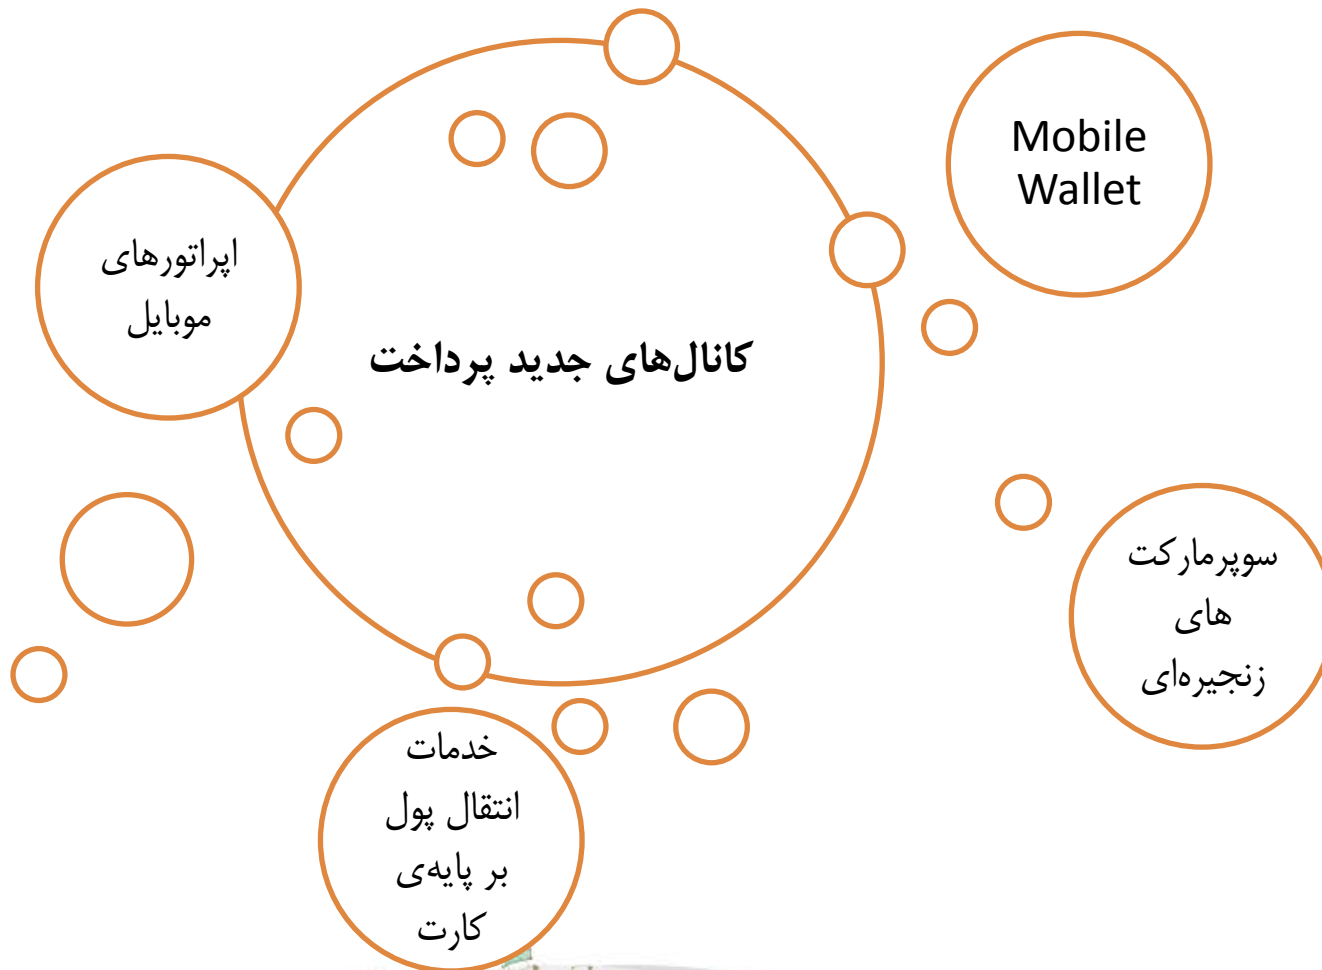 کانال‌های جدید پرداخت
Mobile
Wallet
اپراتورهای
موبایل
سوپرمارکت
های
زنجیره‌ای
خدمات
انتقال پول
بر پایه‌ی
کارت